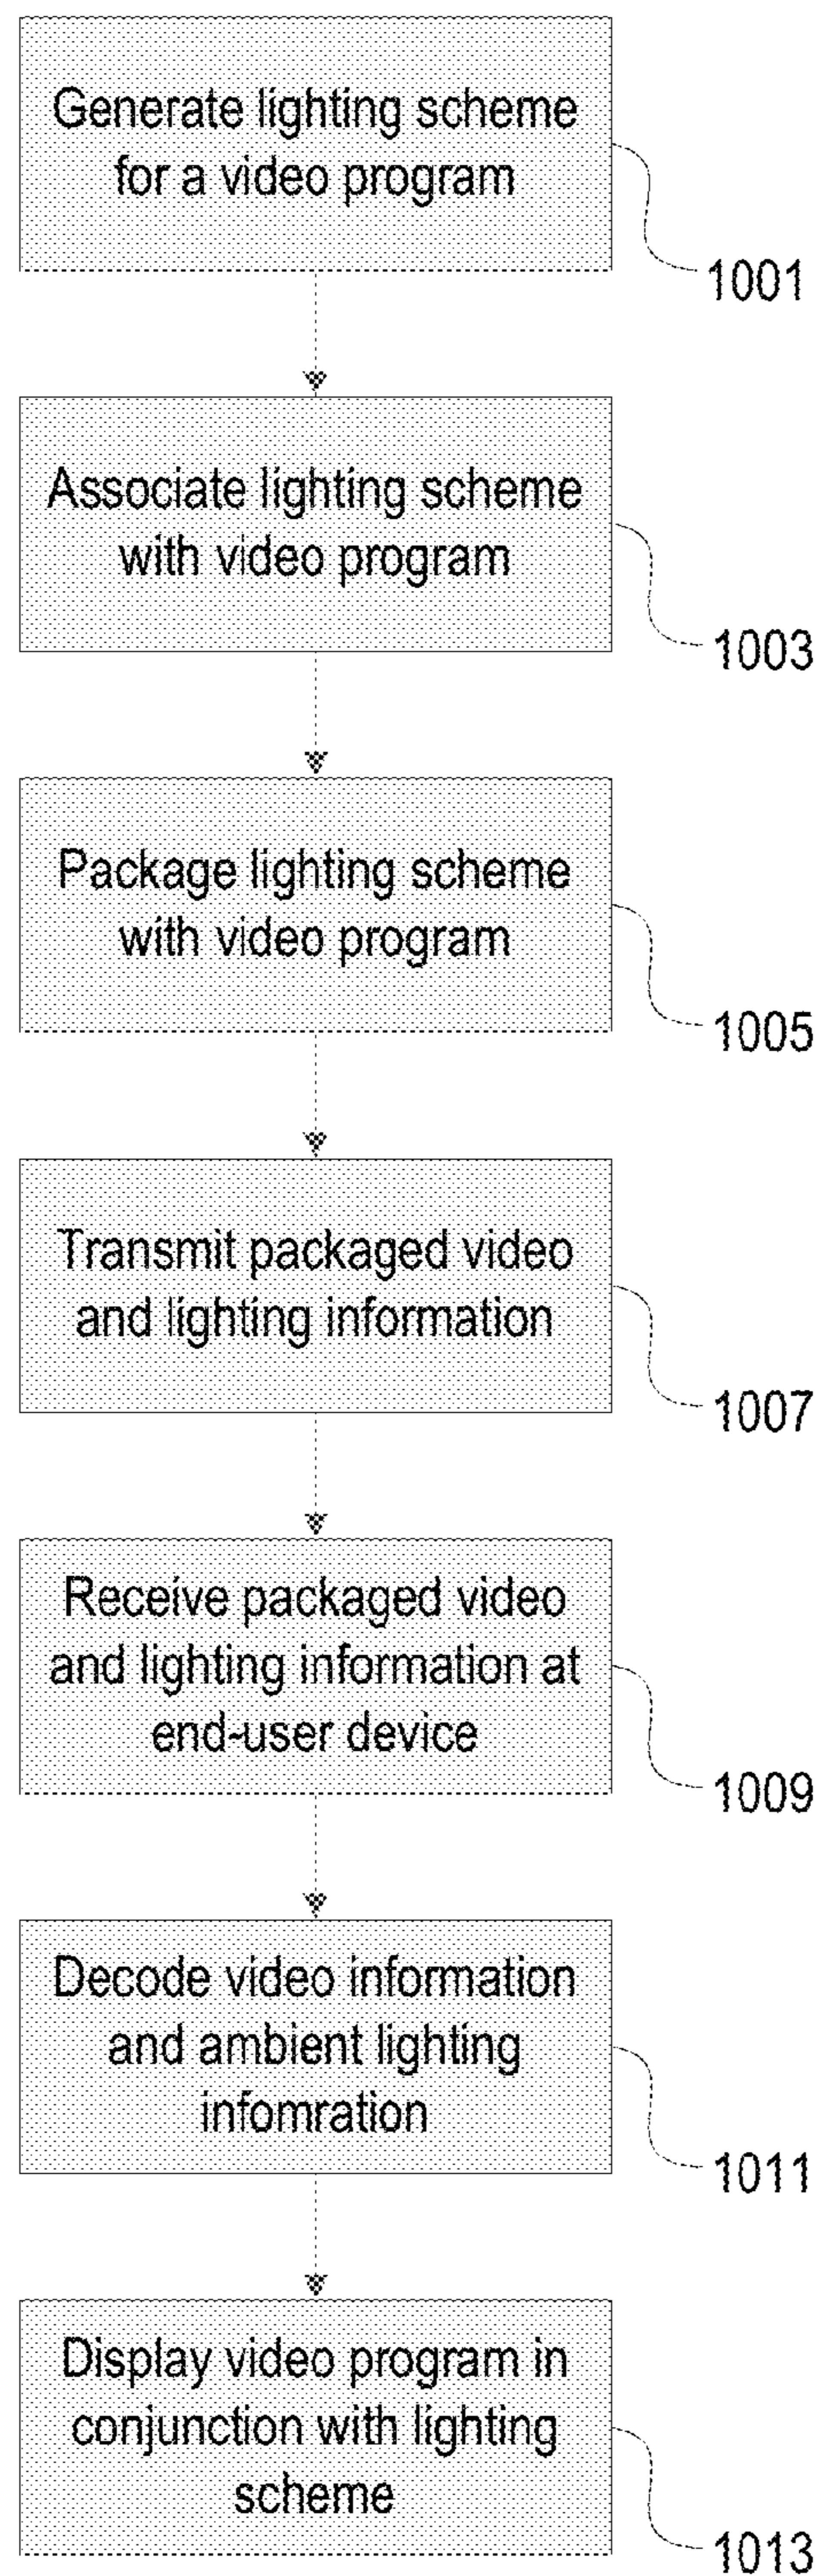 Generate lighting scheme
for a video program
1001
Associate lighting scheme
with video program
1003
Package lighting scheme
with video program
1005
Transmit packaged video
and lighting information
1007
Receive packaged video
and lighting information at
end-user device
1009
Decode video information
and ambient lighting
infomration
1011
Display video program in
conjunction with lighting
scheme
1013